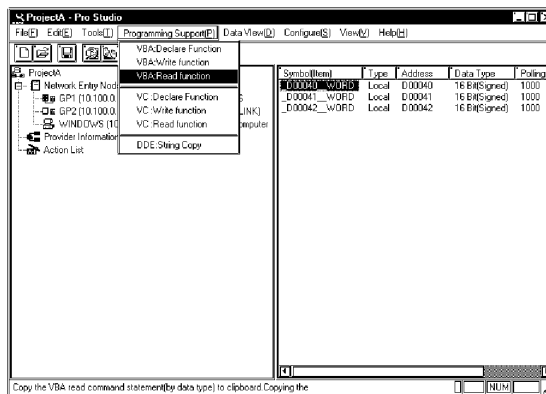 ProjectA - Pro Studio
File[F] Edit[E] Tools[T] Programming Support[P] Data View[D] Configure[S] View[V] Help[H]
VBA:Declare Function
VBA:Write function
VBA:Read function
VC:Declare Function
VC:Write function
VC:Read function
DDE:String Copy
ProjectA
Network Entry Node
GP1 (10.100.0. S
GP2 (10.100.0. LINK)
WINDOWS (10 mputer
Provider Information
Action List
Symbol[Item] Type Address Data Type Polling
_D00040__WORD Local D00040 16 Bit(Signed) 1000
_D00041__WORD Local D00041 16 Bit(Signed) 1000
_D00042__WORD Local D00042 16 Bit(Signed) 1000
Copy the VBA read command statement(by data type) to clipboard.Copying the
NUM